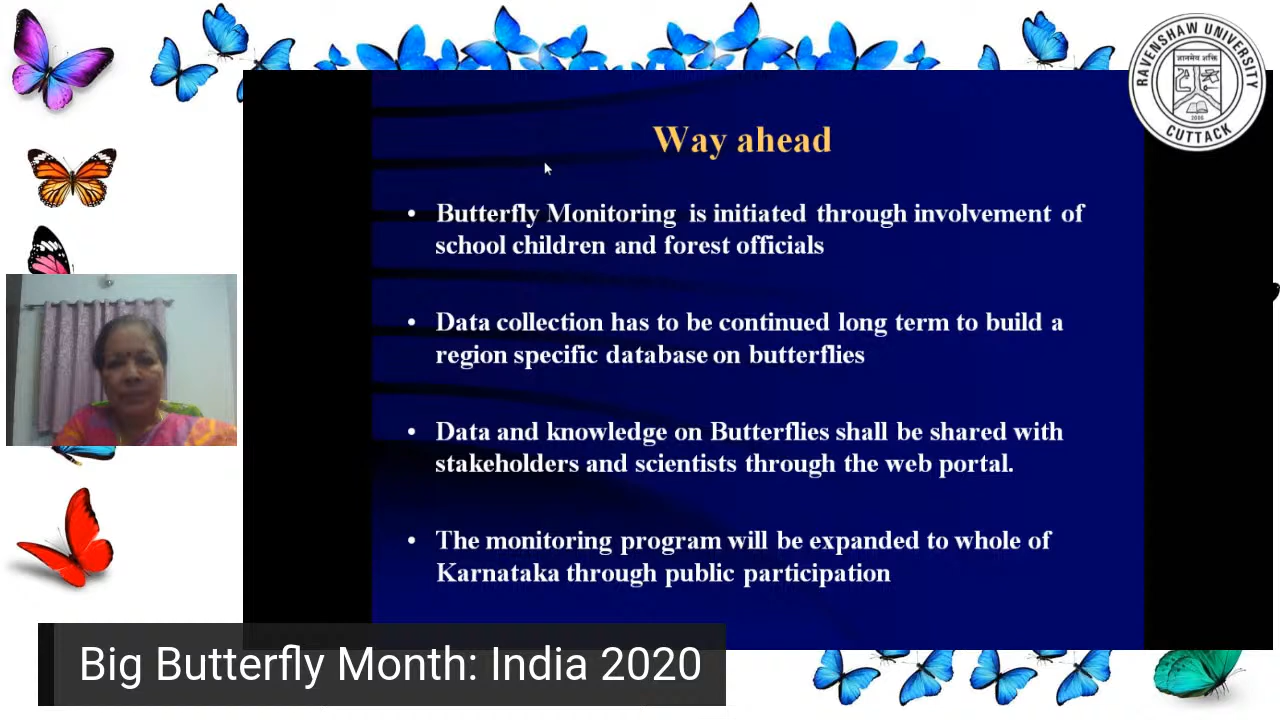 RAVENSHAW UNIVERSITY
ज्ञानमेव शक्ति
2006
CUTTACK
Way ahead
• Butterfly Monitoring is initiated through involvement of
school children and forest officials
• Data collection has to be continued long term to build a
region specific database on butterflies
• Data and knowledge on Butterflies shall be shared with
stakeholders and scientists through the web portal.
• The monitoring program will be expanded to whole of
Karnataka through public participation
Big Butterfly Month: India 2020